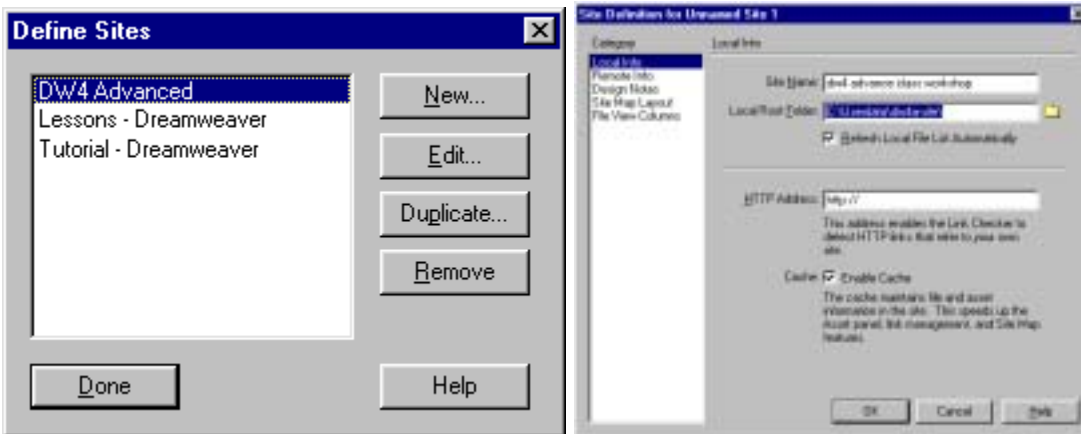 Define Sites
DW4 Advanced
Lessons - Dreamweaver
Tutorial - Dreamweaver
New...
Edit...
Duplicate...
Remove
Done
Help
Site Definition for Unnamed Site 1
Category
Local Info
Remote Info
Design Notes
Site Map Layout
File View Columns
Local Info
Site Name: dw4 advance class workshop
Local Root Folder:
Refresh Local File List Automatically
HTTP Address: http://
This address enables the Link Checker to
detect HTTP links that refer to your own
site.
Cache: Enable Cache
The cache maintains file and asset
information in the site. This speeds up the
Asset panel, link management, and Site Map
features.
OK
Cancel
Help